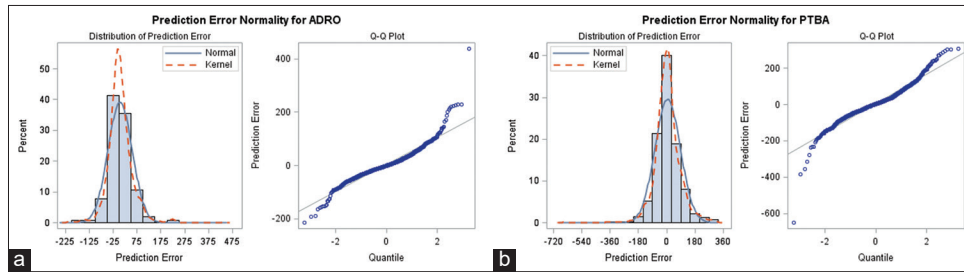 Prediction Error Normality for ADRO
Distribution of Prediction Error
Normal
Kernel
Percent
50
40
30
20
10
0
-225 -125 -25 75 175 275 375 475
Prediction Error
Q-Q Plot
Prediction Error
400
200
0
-200
-2 0 2
Quantile
a
Prediction Error Normality for PTBA
Distribution of Prediction Error
Normal
Kernel
Percent
40
30
20
10
0
-720 -540 -360 -180 0 180 360
Prediction Error
Q-Q Plot
Prediction Error
200
0
-200
-400
-600
-2 0 2
Quantile
b